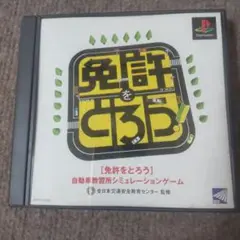 免許
を
とろう!
[免許をとろう]
自動車教習所シミュレーションゲーム
全日本交通安全教育センター 監修
PlayStation